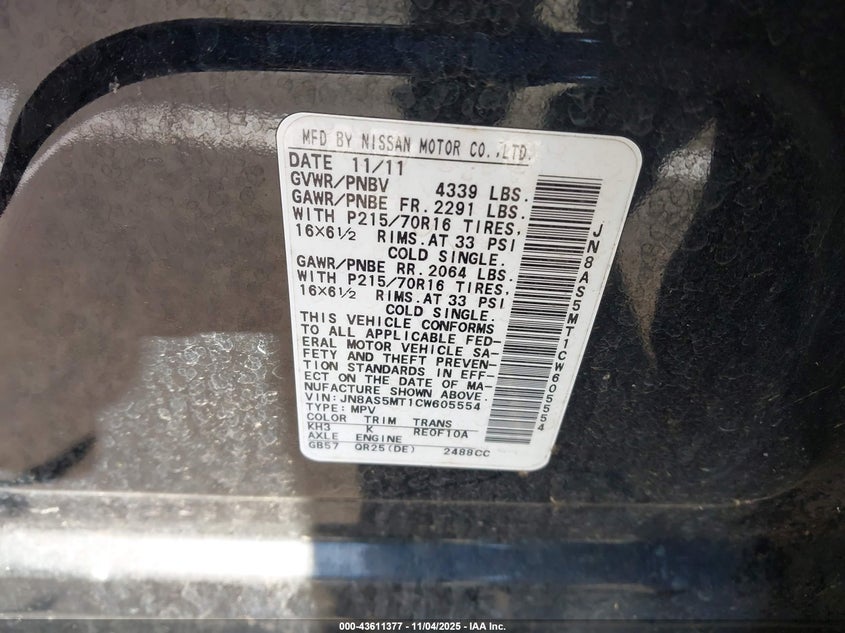 MFD BY NISSAN MOTOR CO.,LTD.
DATE 11/11
GVWR/PNBV 4339 LBS.
GAWR/PNBE FR. 2291 LBS.
WITH P215/70R16 TIRES,
16×6½ RIMS. AT 33 PSI
COLD SINGLE.
GAWR/PNBE RR. 2064 LBS.
WITH P215/70R16 TIRES,
16×6½ RIMS. AT 33 PSI
COLD SINGLE.
THIS VEHICLE CONFORMS
TO ALL APPLICABLE FED-
ERAL MOTOR VEHICLE SA-
FETY AND THEFT PREVEN-
TION STANDARDS IN EFF-
ECT ON THE DATE OF MA-
NUFACTURE SHOWN ABOVE.
VIN: JN8AS5MT1CW605554
TYPE: MPV
COLOR TRIM TRANS
KH3 K RE0F10A
AXLE ENGINE
GB57 QR25(DE) 2488CC
JN8AS5MT1CW605554
000-43611377 - 11/04/2025 - IAA Inc.